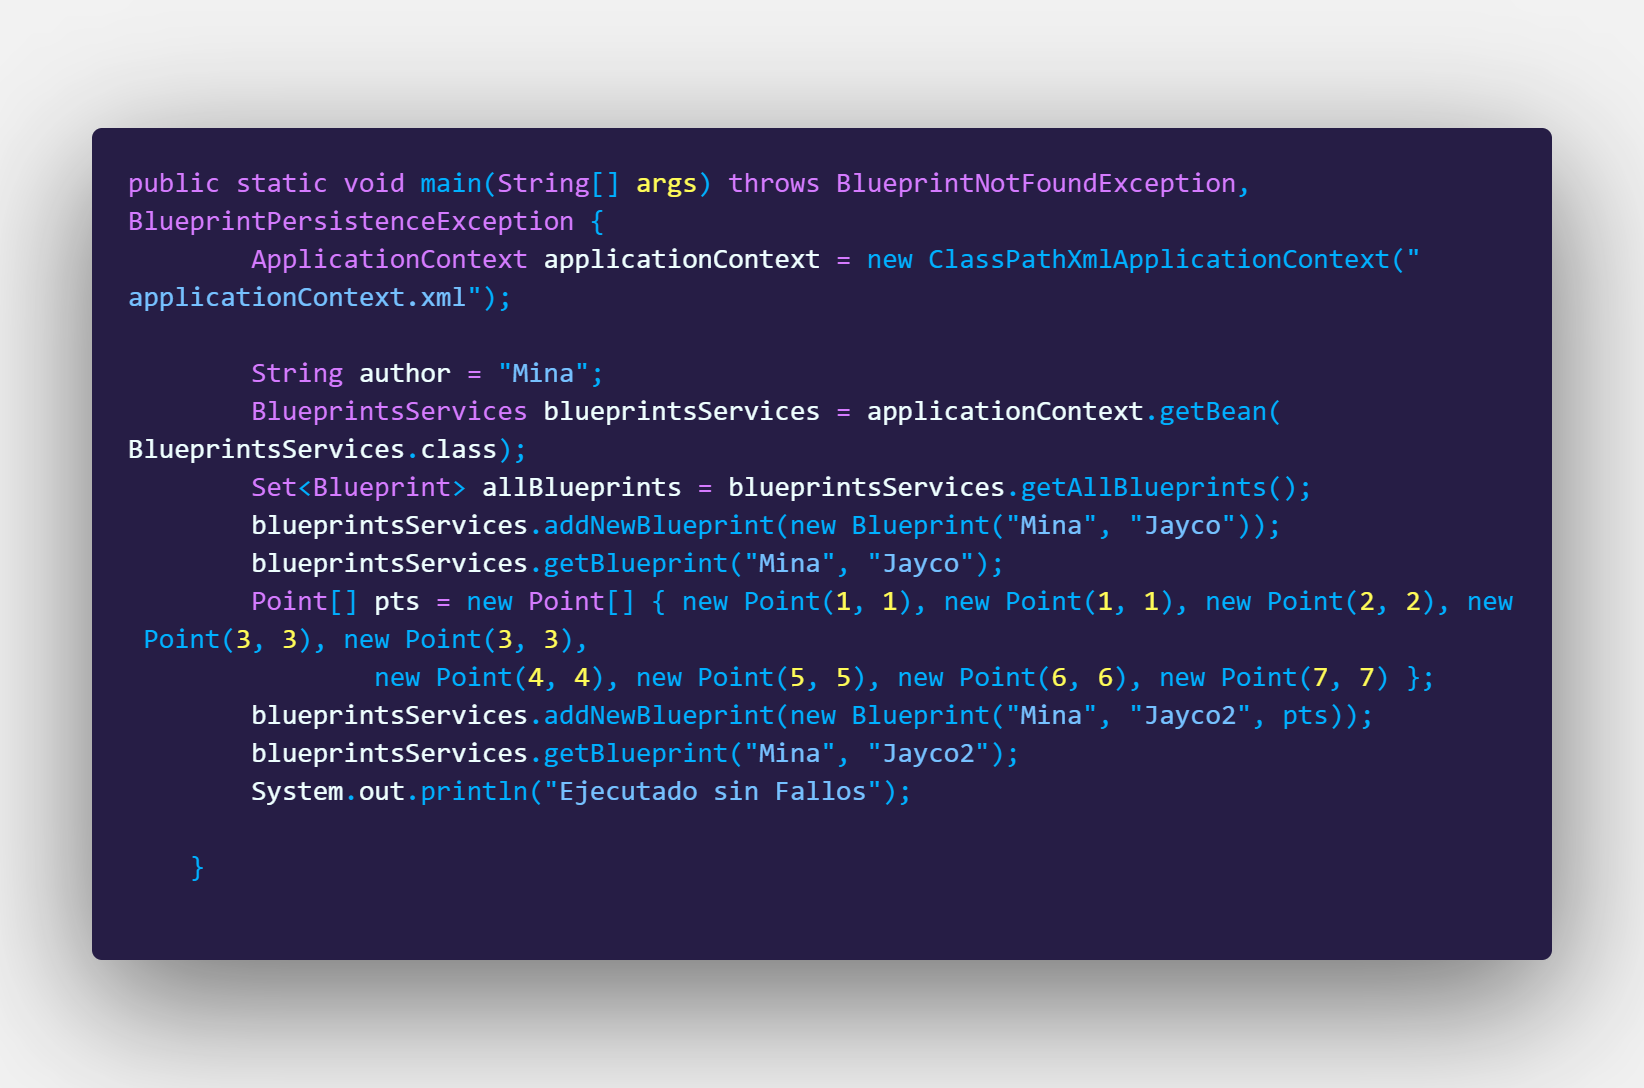 public static void main(String[] args) throws BlueprintNotFoundException,
BlueprintPersistenceException {
        ApplicationContext applicationContext = new ClassPathXmlApplicationContext("
applicationContext.xml");

        String author = "Mina";
        BlueprintsServices blueprintsServices = applicationContext.getBean(
BlueprintsServices.class);
        Set<Blueprint> allBlueprints = blueprintsServices.getAllBlueprints();
        blueprintsServices.addNewBlueprint(new Blueprint("Mina", "Jayco"));
        blueprintsServices.getBlueprint("Mina", "Jayco");
        Point[] pts = new Point[] { new Point(1, 1), new Point(1, 1), new Point(2, 2), new
 Point(3, 3), new Point(3, 3),
                new Point(4, 4), new Point(5, 5), new Point(6, 6), new Point(7, 7) };
        blueprintsServices.addNewBlueprint(new Blueprint("Mina", "Jayco2", pts));
        blueprintsServices.getBlueprint("Mina", "Jayco2");
        System.out.println("Ejecutado sin Fallos");

    }